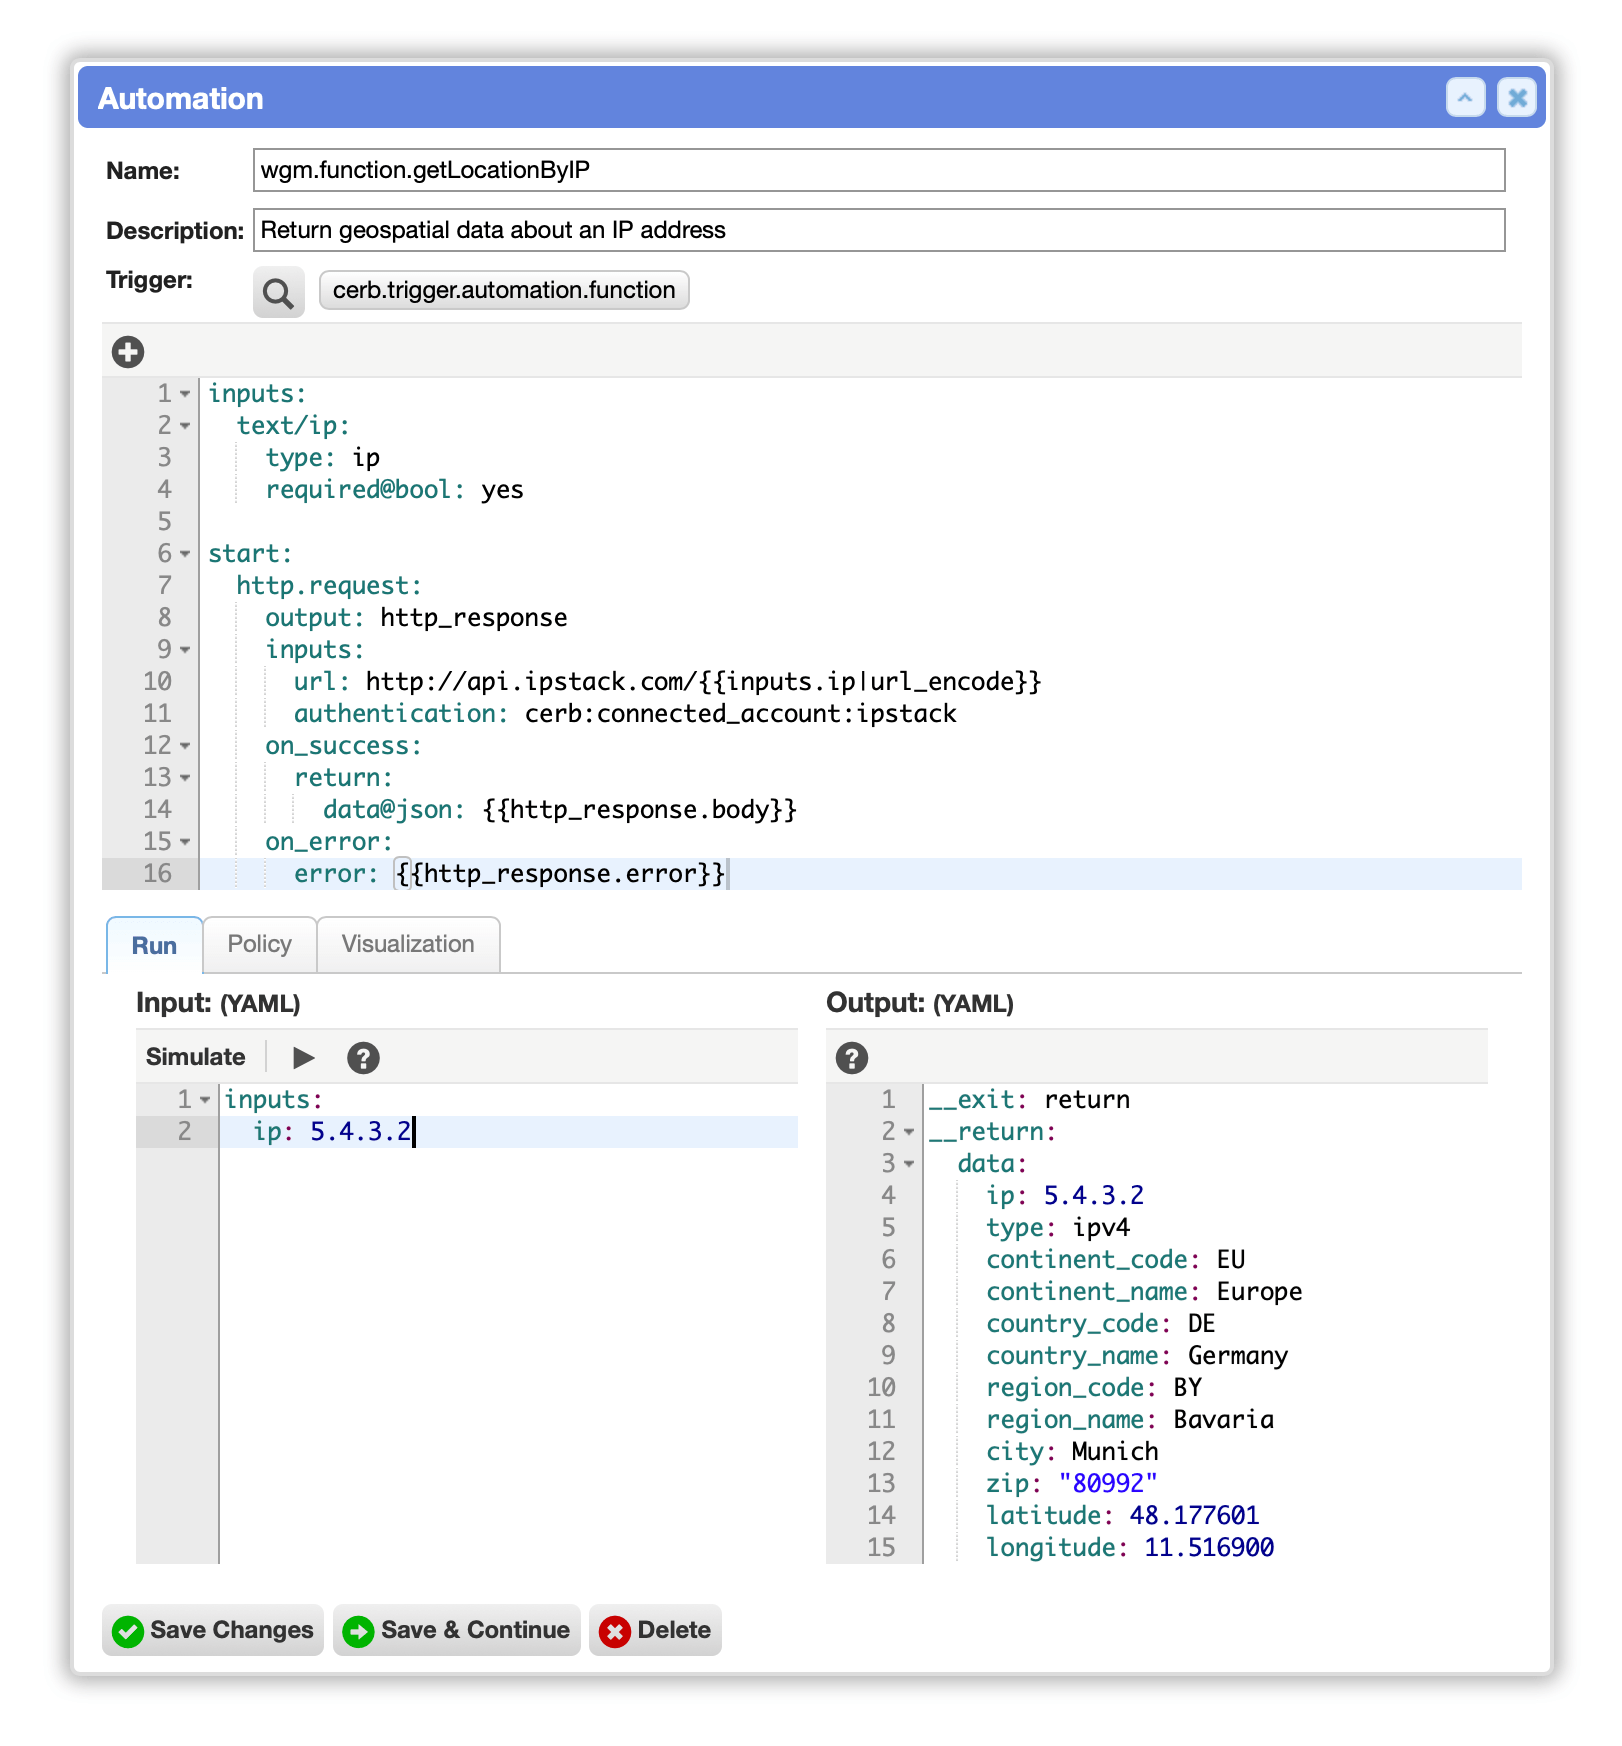 Automation
Name: wgm.function.getLocationByIP
Description: Return geospatial data about an IP address
Trigger: cerb.trigger.automation.function
1 inputs:
2   text/ip:
3     type: ip
4     required@bool: yes
5
6 start:
7   http.request:
8     output: http_response
9     inputs:
10       url: http://api.ipstack.com/{{inputs.ip|url_encode}}
11       authentication: cerb:connected_account:ipstack
12     on_success:
13       return:
14         data@json: {{http_response.body}}
15     on_error:
16       error: {{http_response.error}}
Run Policy Visualization
Input: (YAML)
Simulate
1 inputs:
2   ip: 5.4.3.2
Output: (YAML)
1 __exit: return
2 __return:
3   data:
4     ip: 5.4.3.2
5     type: ipv4
6     continent_code: EU
7     continent_name: Europe
8     country_code: DE
9     country_name: Germany
10     region_code: BY
11     region_name: Bavaria
12     city: Munich
13     zip: "80992"
14     latitude: 48.177601
15     longitude: 11.516900
Save Changes Save & Continue Delete